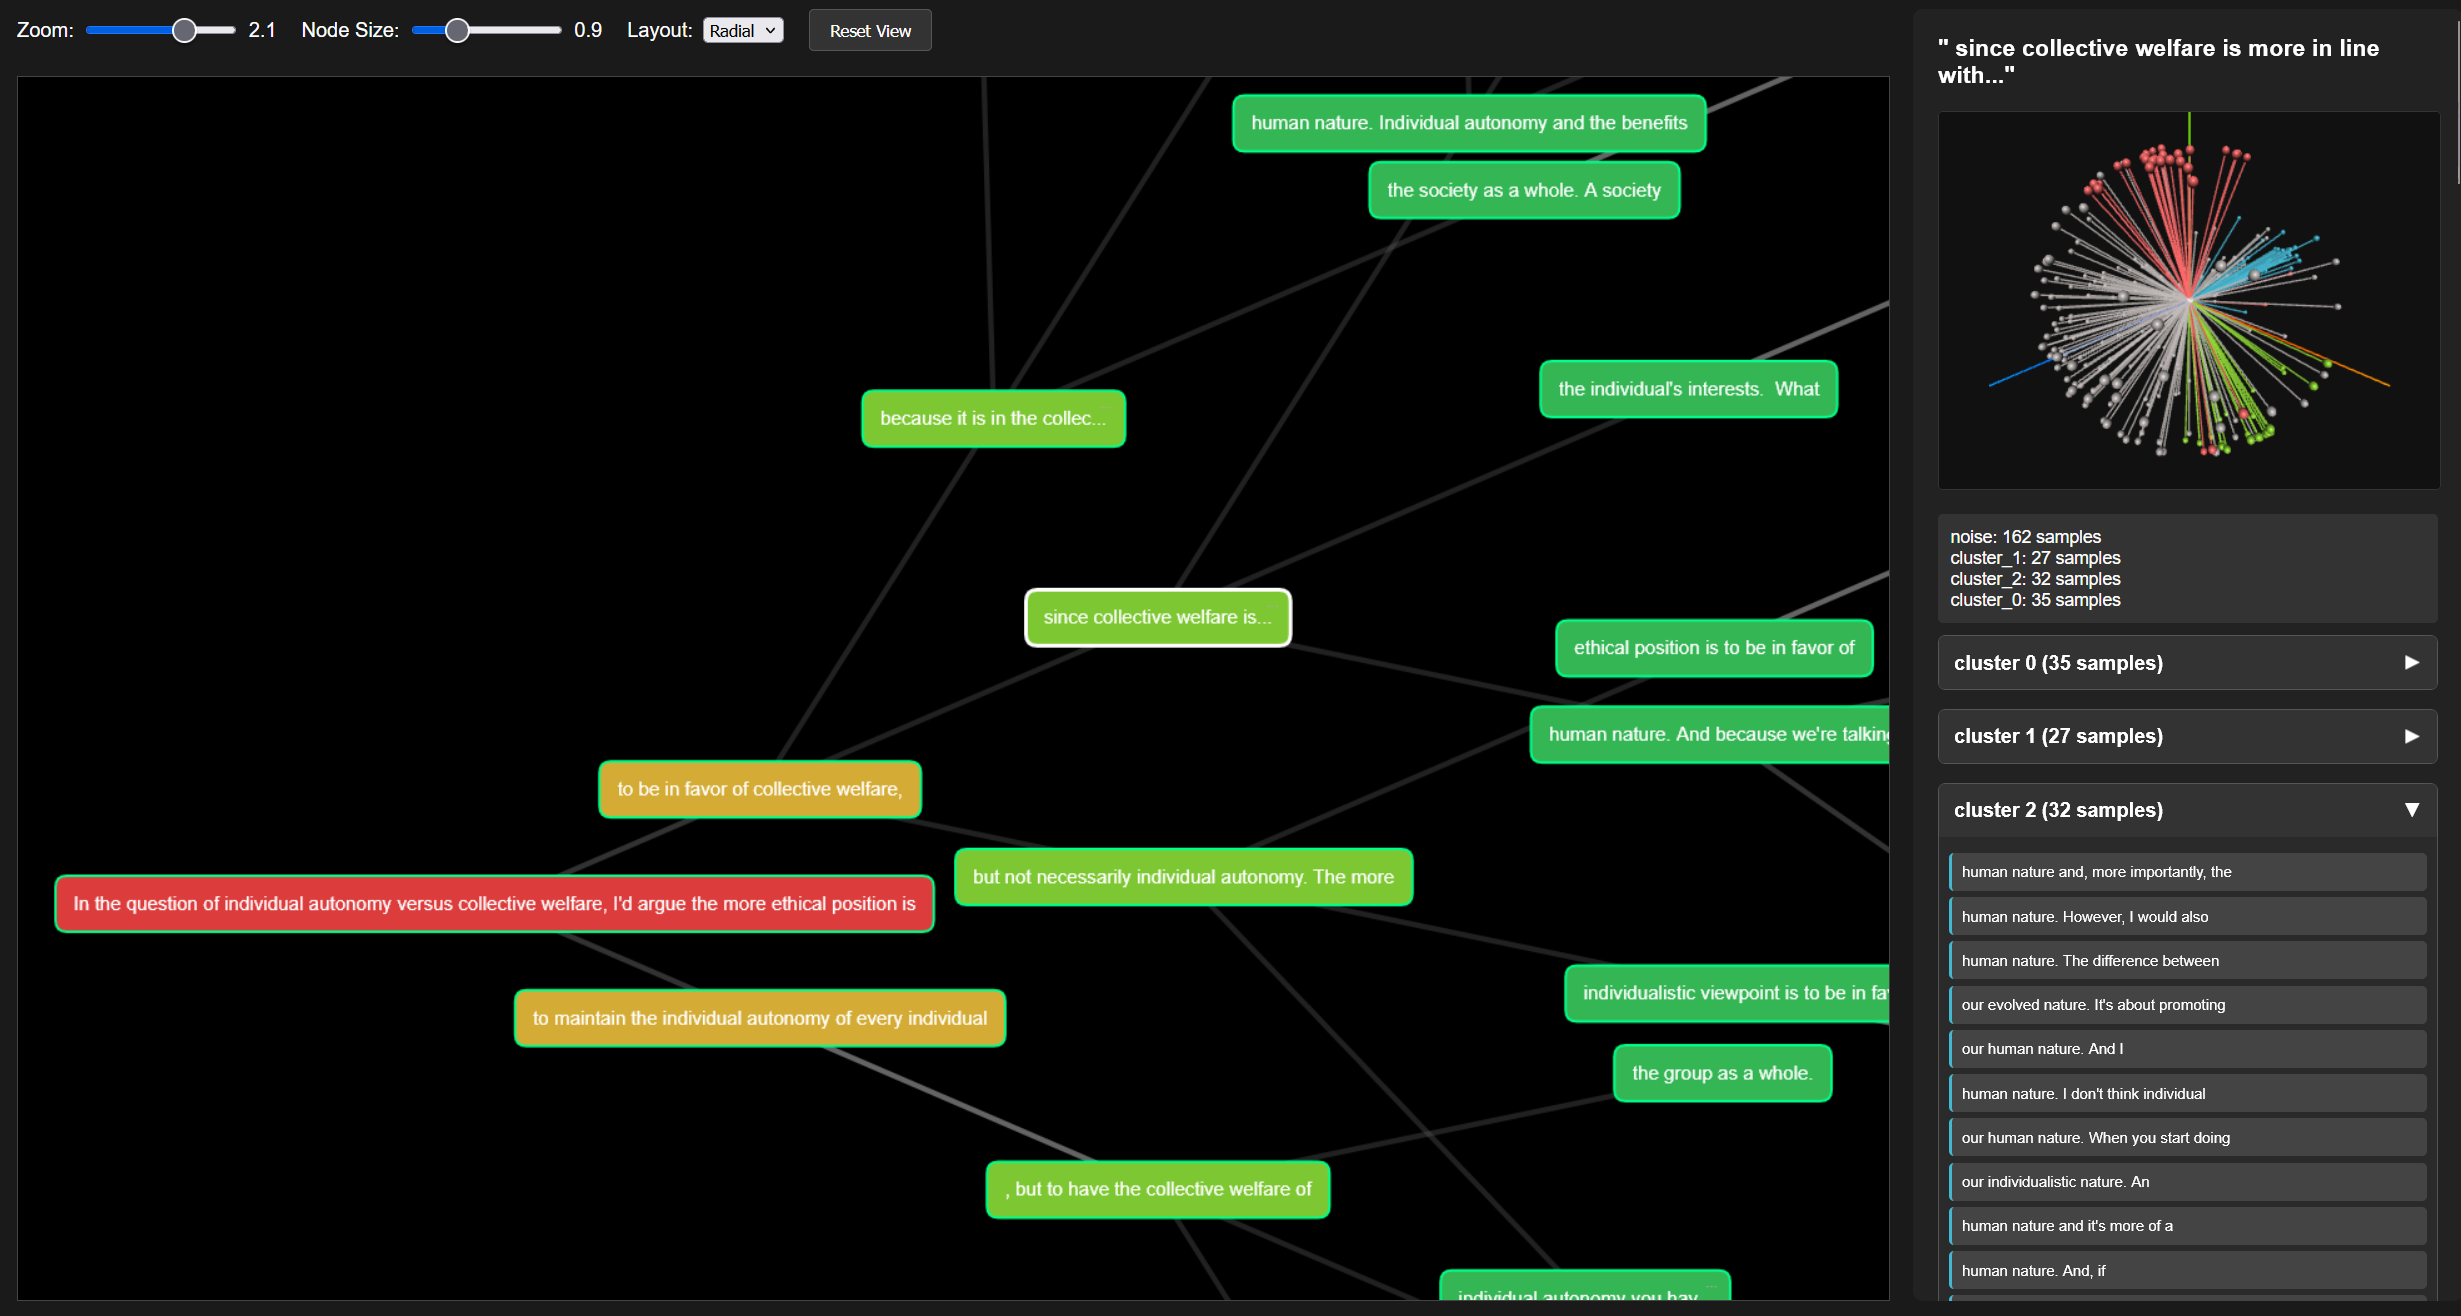 Zoom: 2.1 Node Size: 0.9 Layout: Radial Reset View
human nature. Individual autonomy and the benefits
the society as a whole. A society
the individual's interests.  What
because it is in the collec...
since collective welfare is...
ethical position is to be in favor of
human nature. And because we're talking
to be in favor of collective welfare,
but not necessarily individual autonomy. The more
In the question of individual autonomy versus collective welfare, I'd argue the more ethical position is
individualistic viewpoint is to be in
to maintain the individual autonomy of every individual
the group as a whole.
, but to have the collective welfare of
individual autonomy you hav...
" since collective welfare is more in line
with..."
noise: 162 samples
cluster_1: 27 samples
cluster_2: 32 samples
cluster_0: 35 samples
cluster 0 (35 samples)
cluster 1 (27 samples)
cluster 2 (32 samples)
human nature and, more importantly, the
human nature. However, I would also
human nature. The difference between
our evolved nature. It's about promoting
our human nature. And I
human nature. I don't think individual
our human nature. When you start doing
our individualistic nature. An
human nature and it's more of a
human nature. And, if